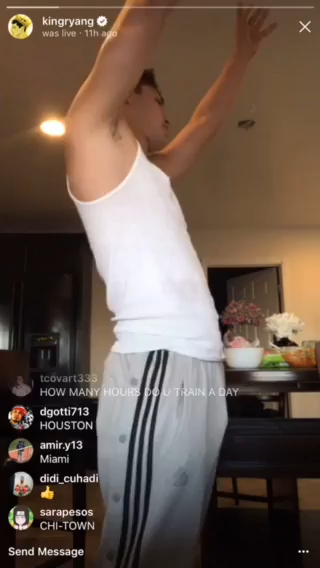 kingryang
was live · 11h ago
tcovart333
HOW MANY HOURS DO U TRAIN A DAY
dgotti713
HOUSTON
amir.y13
Miami
didi_cuhadi
👍
sarapesos
CHI-TOWN
Send Message